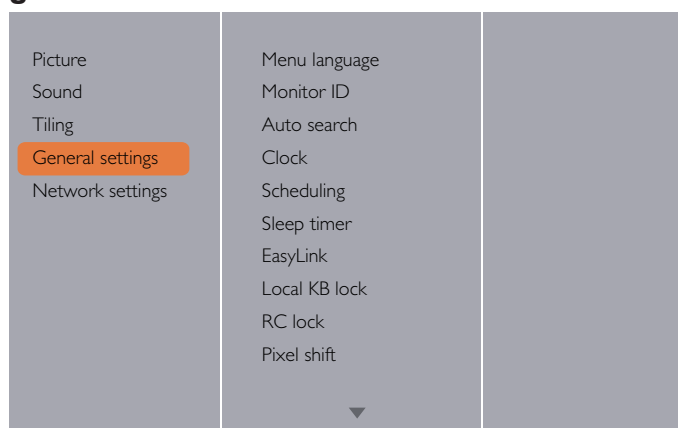 Picture
Sound
Tiling
General settings
Network settings
Menu language
Monitor ID
Auto search
Clock
Scheduling
Sleep timer
EasyLink
Local KB lock
RC lock
Pixel shift